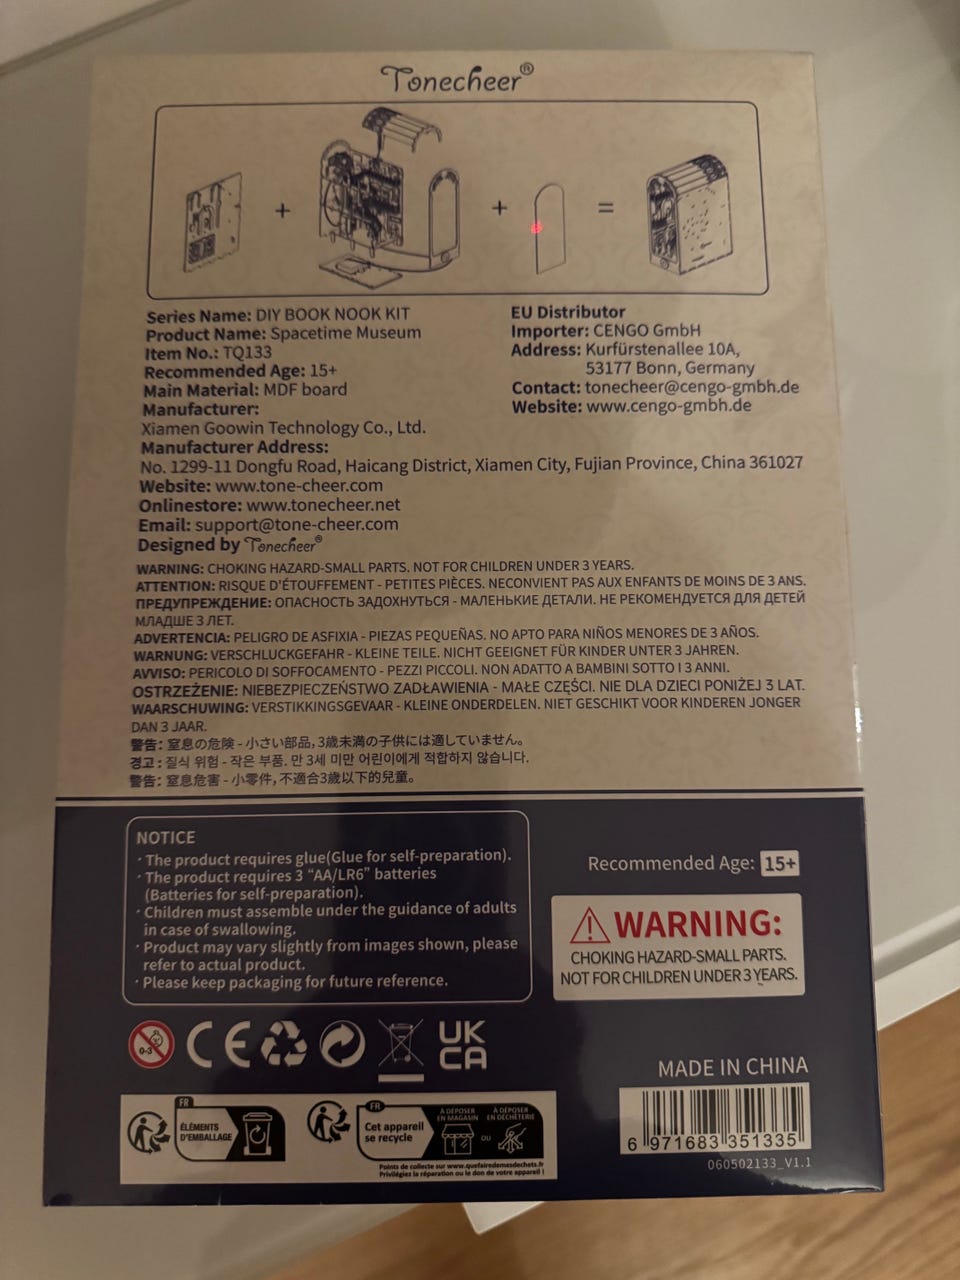 Tonecheer®
+
+
=
Series Name: DIY BOOK NOOK KIT
Product Name: Spacetime Museum
Item No.: TQ133
Recommended Age: 15+
Main Material: MDF board
Manufacturer:
Xiamen Goowin Technology Co., Ltd.
Manufacturer Address:
No. 1299-11 Dongfu Road, Haicang District, Xiamen City, Fujian Province, China 361027
Website: www.tone-cheer.com
Onlinestore: www.tonecheer.net
Email: support@tone-cheer.com
Designed by Tonecheer®
EU Distributor
Importer: CENGO GmbH
Address: Kurfürstenallee 10A,
53177 Bonn, Germany
Contact: tonecheer@cengo-gmbh.de
Website: www.cengo-gmbh.de
WARNING: CHOKING HAZARD-SMALL PARTS. NOT FOR CHILDREN UNDER 3 YEARS.
ATTENTION: RISQUE D'ÉTOUFFEMENT - PETITES PIÈCES. NECONVIENT PAS AUX ENFANTS DE MOINS DE 3 ANS.
ПРЕДУПРЕЖДЕНИЕ: ОПАСНОСТЬ ЗАДОХНУТЬСЯ - МАЛЕНЬКИЕ ДЕТАЛИ. НЕ РЕКОМЕНДУЕТСЯ ДЛЯ ДЕТЕЙ
МЛАДШЕ 3 ЛЕТ.
ADVERTENCIA: PELIGRO DE ASFIXIA - PIEZAS PEQUEÑAS. NO APTO PARA NIÑOS MENORES DE 3 AÑOS.
WARNUNG: VERSCHLUCKGEFAHR - KLEINE TEILE. NICHT GEEIGNET FÜR KINDER UNTER 3 JAHREN.
AVVISO: PERICOLO DI SOFFOCAMENTO - PEZZI PICCOLI. NON ADATTO A BAMBINI SOTTO I 3 ANNI.
OSTRZEŻENIE: NIEBEZPIECZEŃSTWO ZADŁAWIENIA - MAŁE CZĘŚCI. NIE DLA DZIECI PONIŻEJ 3 LAT.
WAARSCHUWING: VERSTIKKINGSGEVAAR - KLEINE ONDERDELEN. NIET GESCHIKT VOOR KINDEREN JONGER
DAN 3 JAAR.
警告: 窒息の危険 - 小さい部品, 3歳未満の子供には適していません。
경고 : 질식 위험 - 작은 부품. 만 3세 미만 어린이에게 적합하지 않습니다.
警告: 窒息危害 - 小零件, 不適合3歲以下的兒童。
NOTICE
· The product requires glue(Glue for self-preparation).
· The product requires 3 “AA/LR6” batteries
(Batteries for self-preparation).
· Children must assemble under the guidance of adults
in case of swallowing.
· Product may vary slightly from images shown, please
refer to actual product.
· Please keep packaging for future reference.
Recommended Age: 15+
WARNING:
CHOKING HAZARD-SMALL PARTS.
NOT FOR CHILDREN UNDER 3 YEARS.
0-3
CE
UK
CA
MADE IN CHINA
FR
ÉLÉMENTS
D'EMBALLAGE
FR
Cet appareil
se recycle
À DÉPOSER
EN MAGASIN
OU
À DÉPOSER
EN DÉCHÈTERIE
Points de collecte sur www.quefairedemesdechets.fr
Privilégiez la réparation ou le don de votre appareil !
6 971683 351335
060502133_V1.1